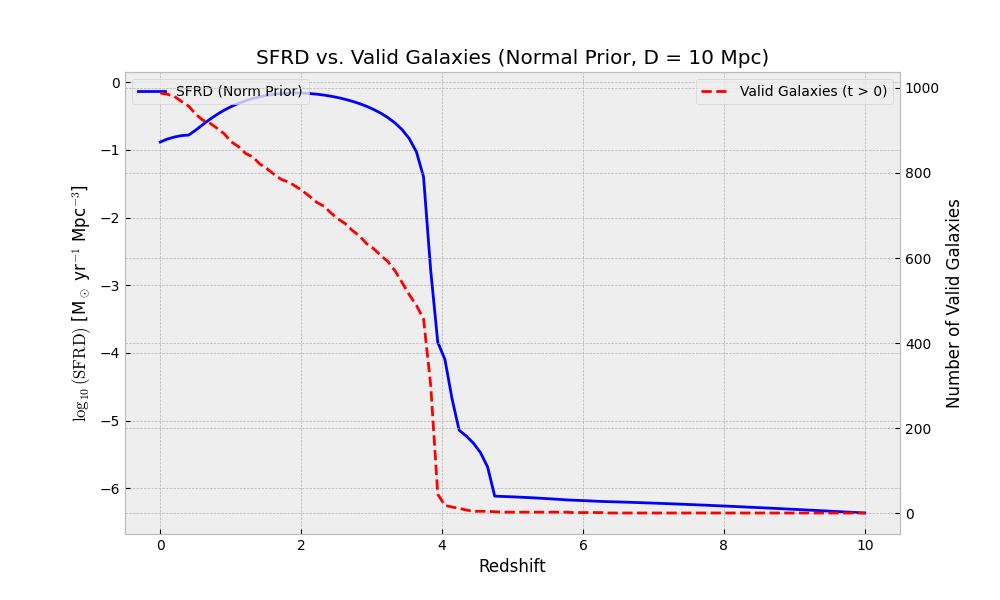 SFRD vs. Valid Galaxies (Normal Prior, D = 10 Mpc)
SFRD (Norm Prior)
Valid Galaxies (t > 0)
0
−1
−2
−3
−4
−5
−6
log₁₀ (SFRD) [M⊙ yr⁻¹ Mpc⁻³]
1000
800
600
400
200
0
Number of Valid Galaxies
0 2 4 6 8 10
Redshift